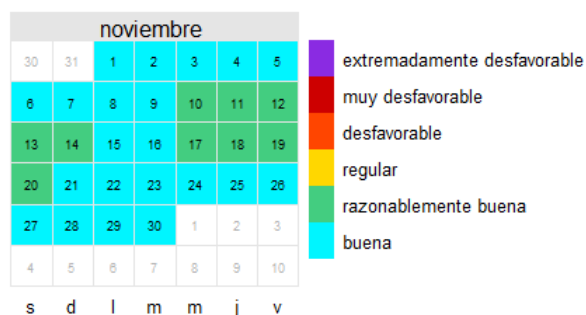 noviembre
30 31 1 2 3 4 5
6 7 8 9 10 11 12
13 14 15 16 17 18 19
20 21 22 23 24 25 26
27 28 29 30 1 2 3
4 5 6 7 8 9 10
s d l m m j v
extremadamente desfavorable
muy desfavorable
desfavorable
regular
razonablemente buena
buena